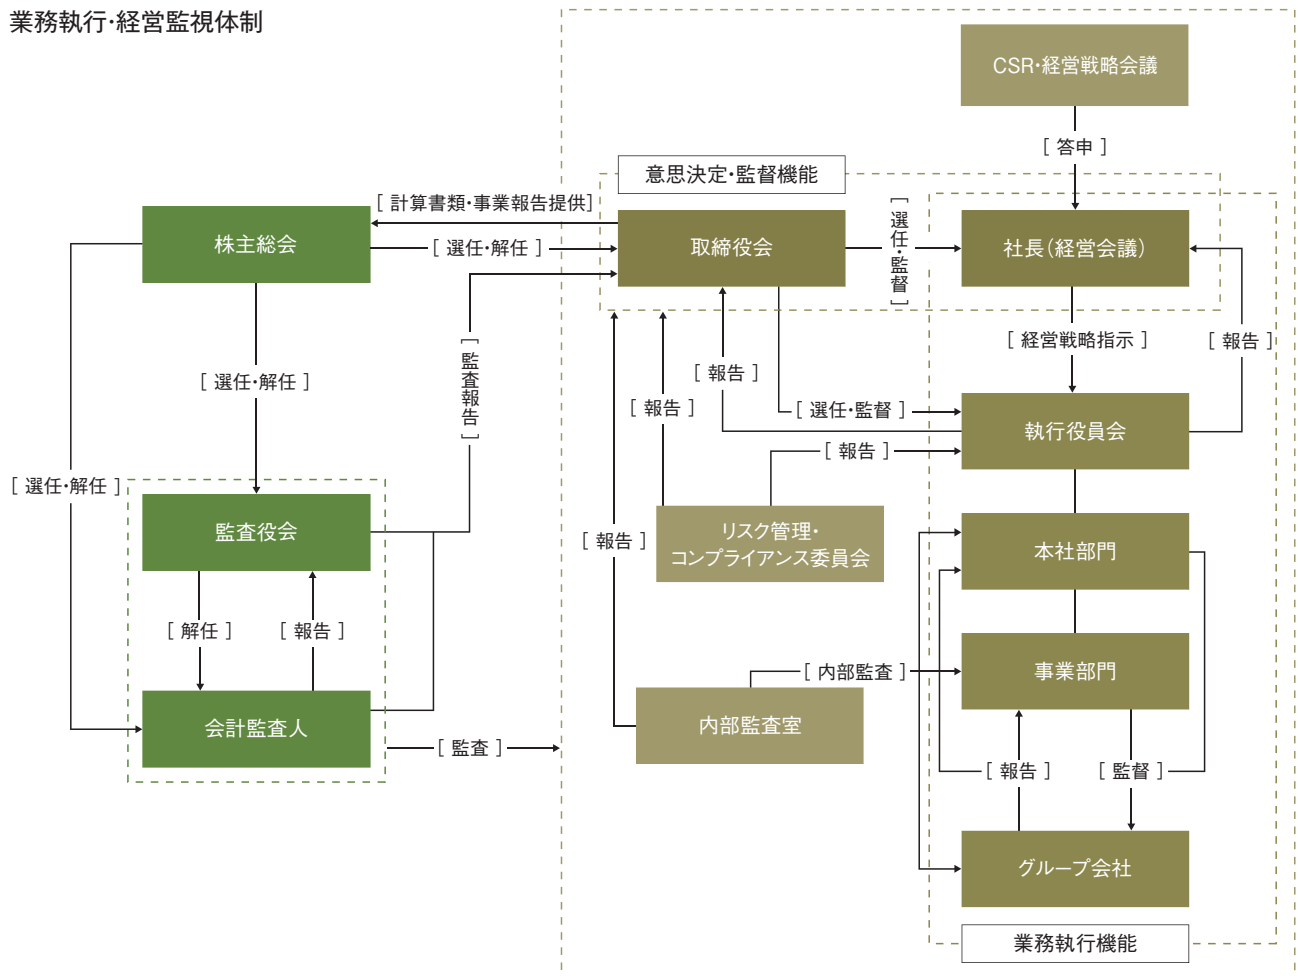 業務執行・経営監視体制
CSR・経営戦略会議
[ 答申 ]
意思決定・監督機能
[ 計算書類・事業報告提供]
株主総会
[ 選任・解任 ]
取締役会
[ 選任・監督 ]
社長(経営会議)
[ 経営戦略指示 ]
[ 報告 ]
[ 選任・解任 ]
[ 監査報告 ]
[ 報告 ]
[ 報告 ]
[ 選任・監督 ]
執行役員会
[ 報告 ]
[ 選任・解任 ]
監査役会
リスク管理・
コンプライアンス委員会
[ 報告 ]
本社部門
[ 解任 ]
[ 報告 ]
[ 内部監査 ]
事業部門
会計監査人
内部監査室
[ 監査 ]
[ 報告 ]
[ 監督 ]
グループ会社
業務執行機能